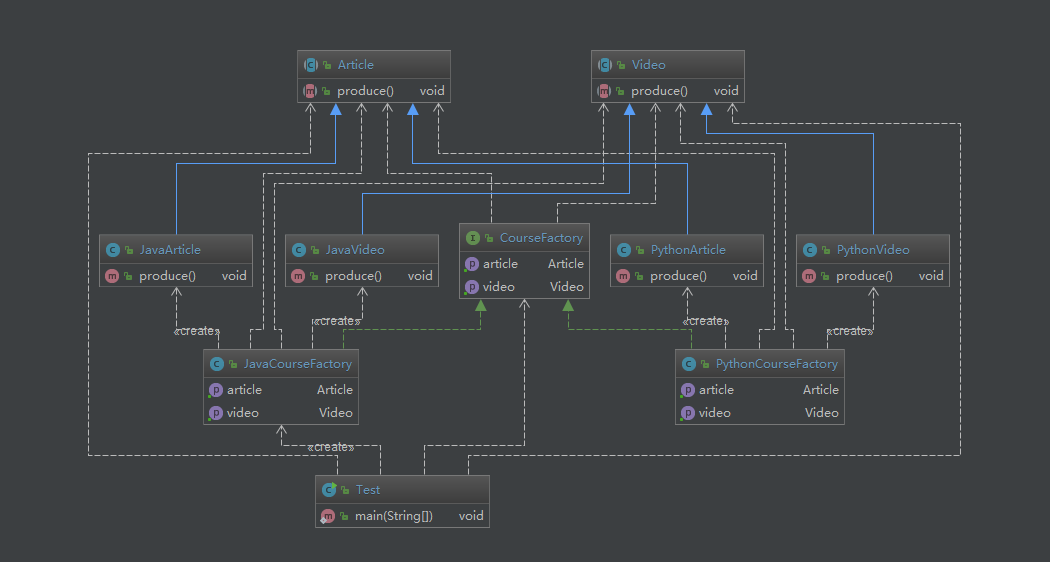 Article
produce() void
Video
produce() void
JavaArticle
produce() void
JavaVideo
produce() void
CourseFactory
article Article
video Video
PythonArticle
produce() void
PythonVideo
produce() void
«create»
«create»
«create»
«create»
JavaCourseFactory
article Article
video Video
PythonCourseFactory
article Article
video Video
«create»
Test
main(String[]) void